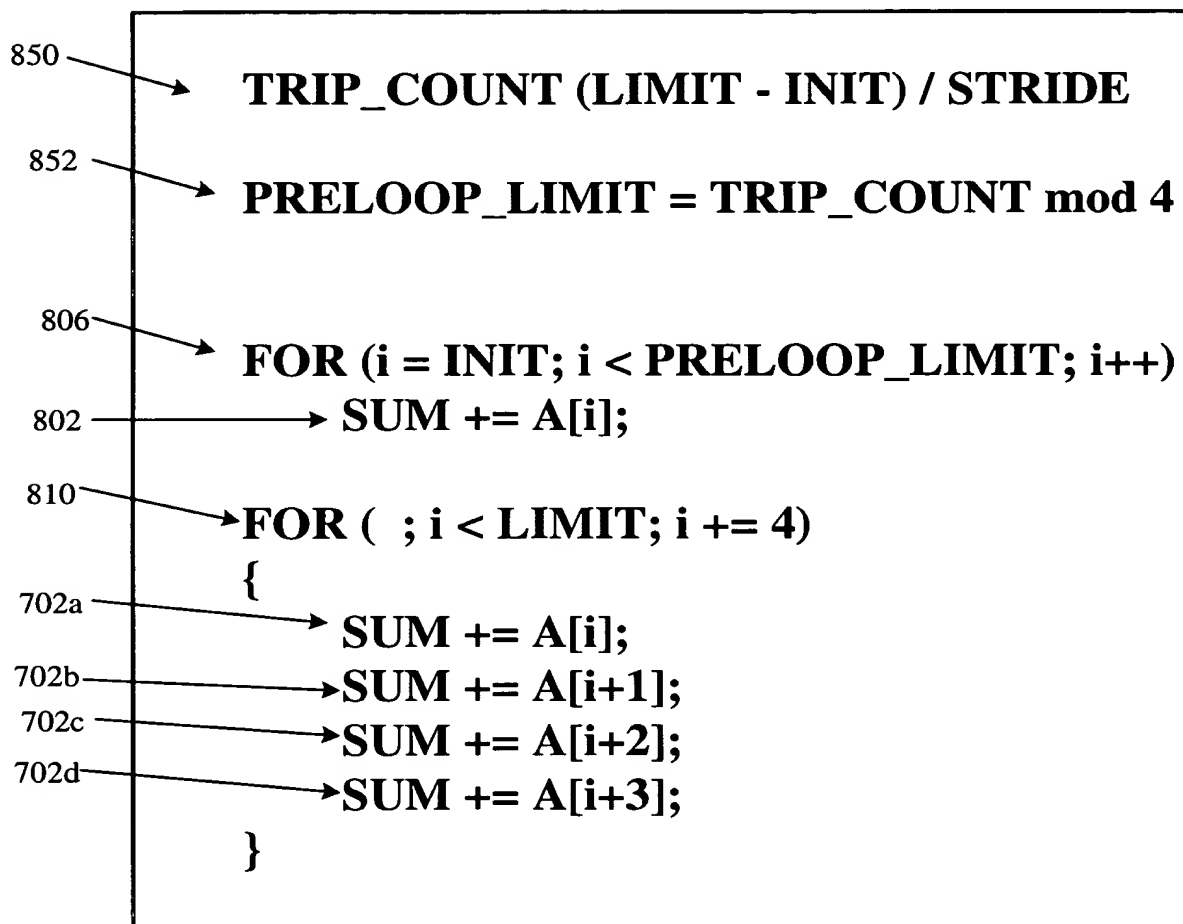 850
TRIP_COUNT (LIMIT - INIT) / STRIDE
852
PRELOOP_LIMIT = TRIP_COUNT mod 4
806
FOR (i = INIT; i < PRELOOP_LIMIT; i++)
802
SUM += A[i];
810
FOR ( ; i < LIMIT; i += 4)
{
702a
SUM += A[i];
702b
SUM += A[i+1];
702c
SUM += A[i+2];
702d
SUM += A[i+3];
}